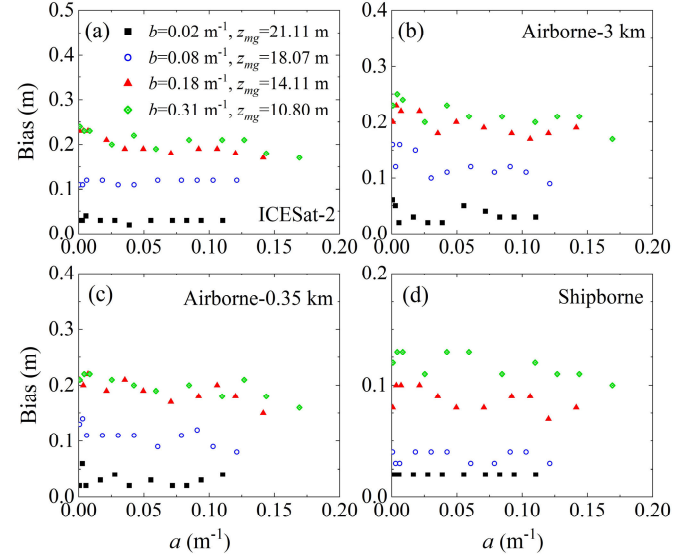 (a)
b=0.02 m⁻¹, z_mg=21.11 m
b=0.08 m⁻¹, z_mg=18.07 m
b=0.18 m⁻¹, z_mg=14.11 m
b=0.31 m⁻¹, z_mg=10.80 m
Bias (m)
0.5
0.4
0.3
0.2
0.1
0.0
ICESat-2
0.00 0.05 0.10 0.15 0.20
(b)
Airborne-3 km
0.4
0.3
0.2
0.1
0.0
0.00 0.05 0.10 0.15 0.20
(c)
Airborne-0.35 km
Bias (m)
0.4
0.3
0.2
0.1
0.0
0.00 0.05 0.10 0.15 0.20
a (m⁻¹)
(d)
Shipborne
0.2
0.1
0.0
0.00 0.05 0.10 0.15 0.20
a (m⁻¹)